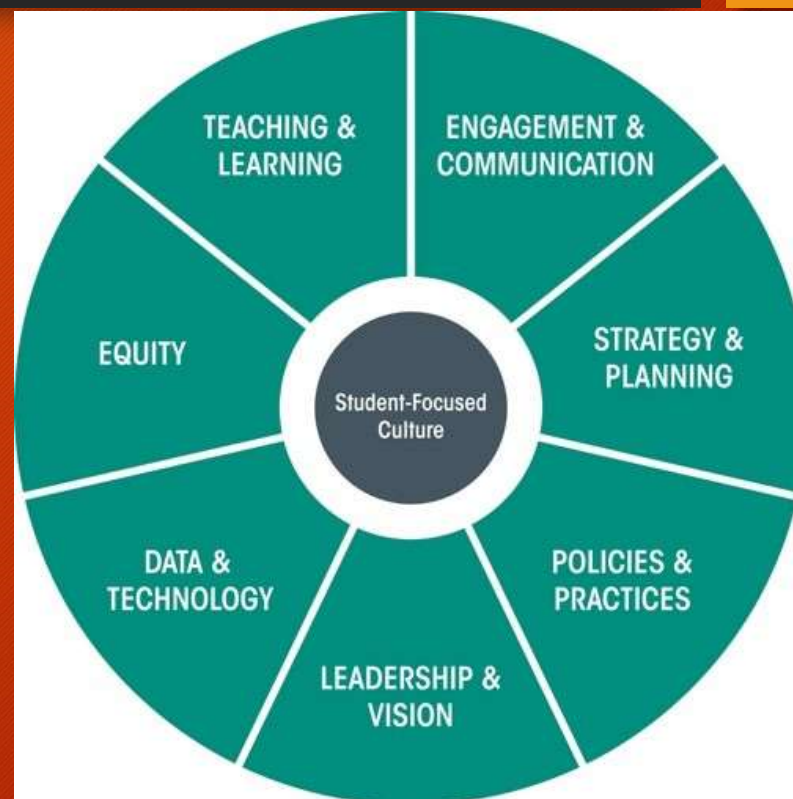 TEACHING &
LEARNING
ENGAGEMENT &
COMMUNICATION
STRATEGY &
PLANNING
POLICIES &
PRACTICES
LEADERSHIP &
VISION
DATA &
TECHNOLOGY
EQUITY
Student-Focused
Culture